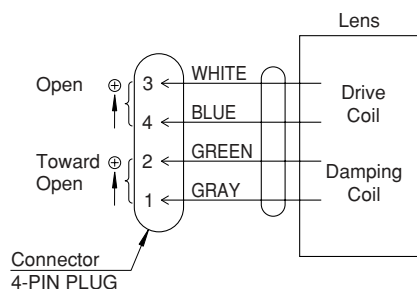 Lens
Open
⊕
3
WHITE
Drive
Coil
4
BLUE
Toward
Open
⊕
2
GREEN
Damping
Coil
1
GRAY
Connector
4-PIN PLUG